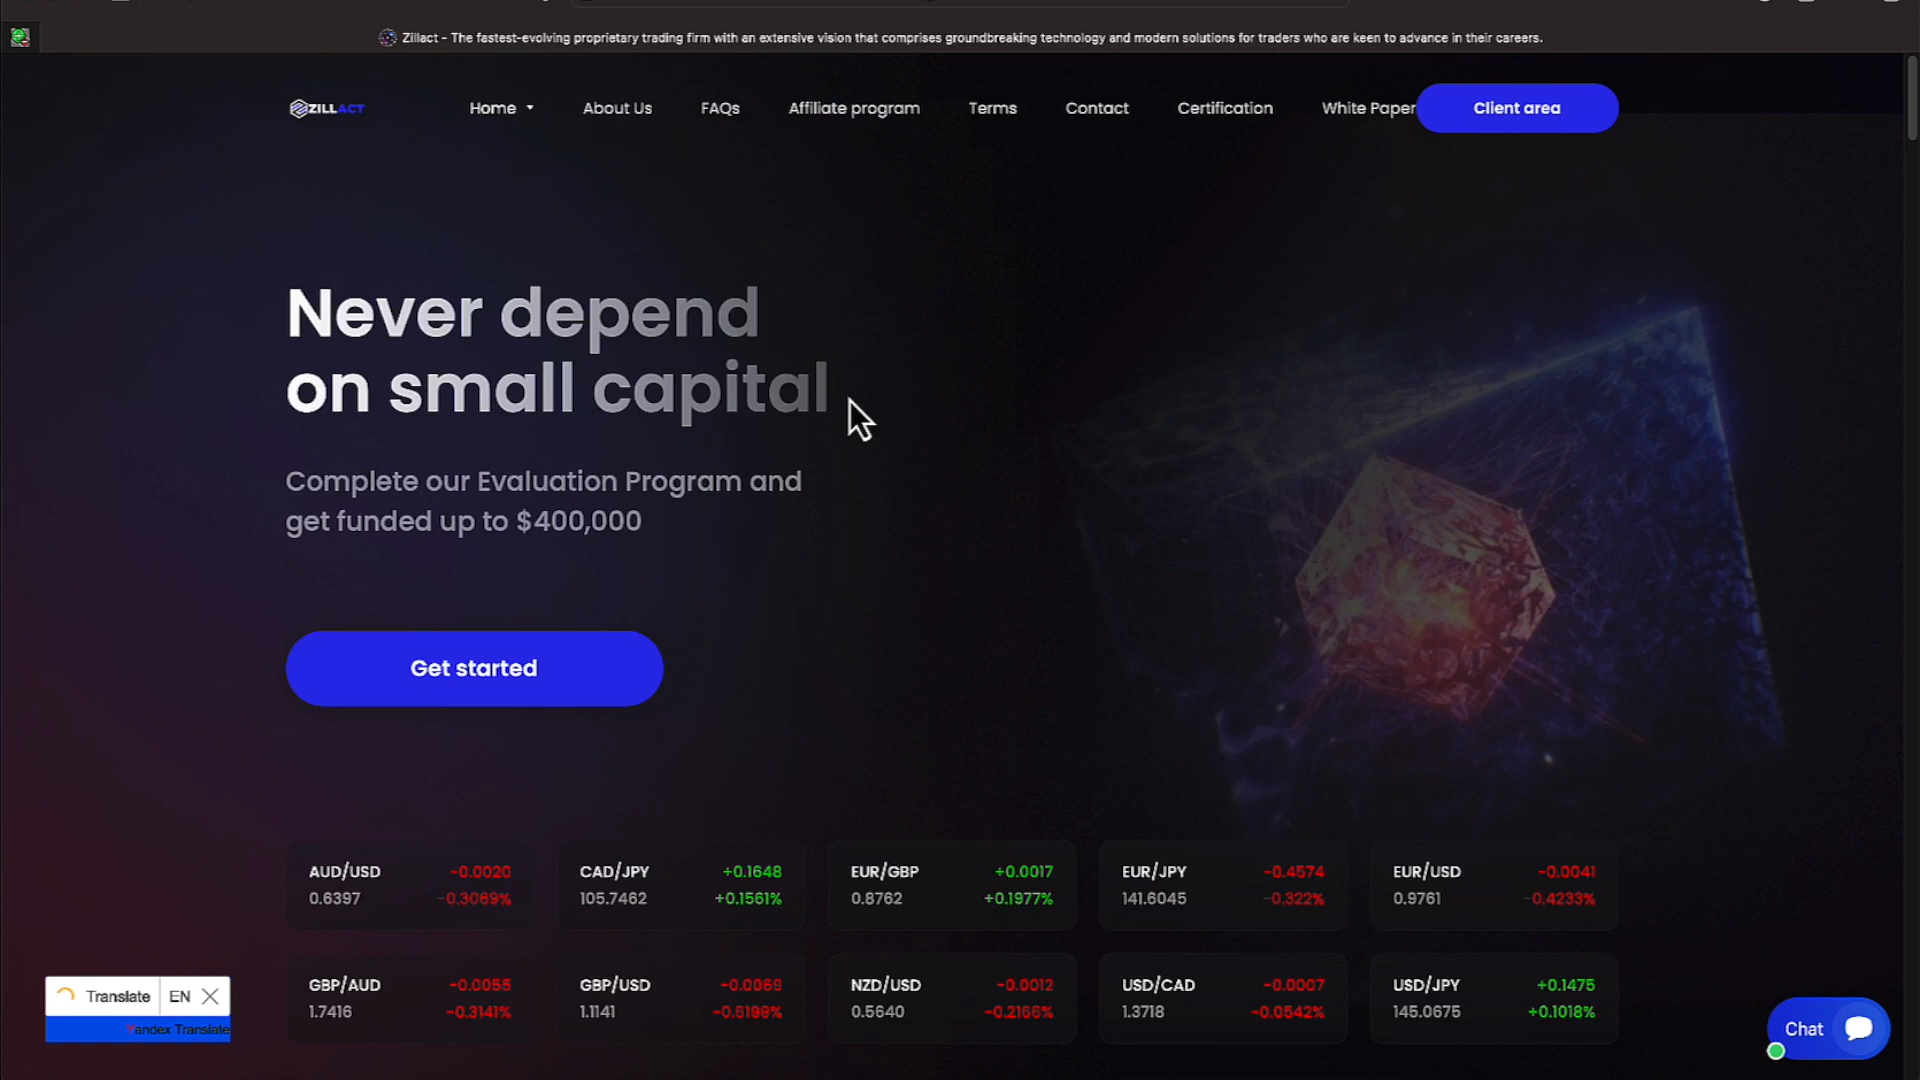 Zillact - The fastest-evolving proprietary trading firm with an extensive vision that comprises groundbreaking technology and modern solutions for traders who are keen to advance in their careers.
ZILLACT
Home
About Us
FAQs
Affiliate program
Terms
Contact
Certification
White Paper
Client area
Never depend
on small capital
Complete our Evaluation Program and
get funded up to $400,000
Get started
AUD/USD -0.0020
0.6397 -0.3069%
CAD/JPY +0.1648
105.7462 +0.1561%
EUR/GBP +0.0017
0.8762 +0.1977%
EUR/JPY -0.4574
141.6045 -0.322%
EUR/USD -0.0041
0.9761 -0.4233%
GBP/AUD -0.0055
1.7416 -0.3141%
GBP/USD -0.0069
1.1141 -0.6199%
NZD/USD -0.0012
0.5640 -0.2166%
USD/CAD -0.0007
1.3718 -0.0542%
USD/JPY +0.1475
145.0675 +0.1018%
Translate EN
Yandex Translate
Chat